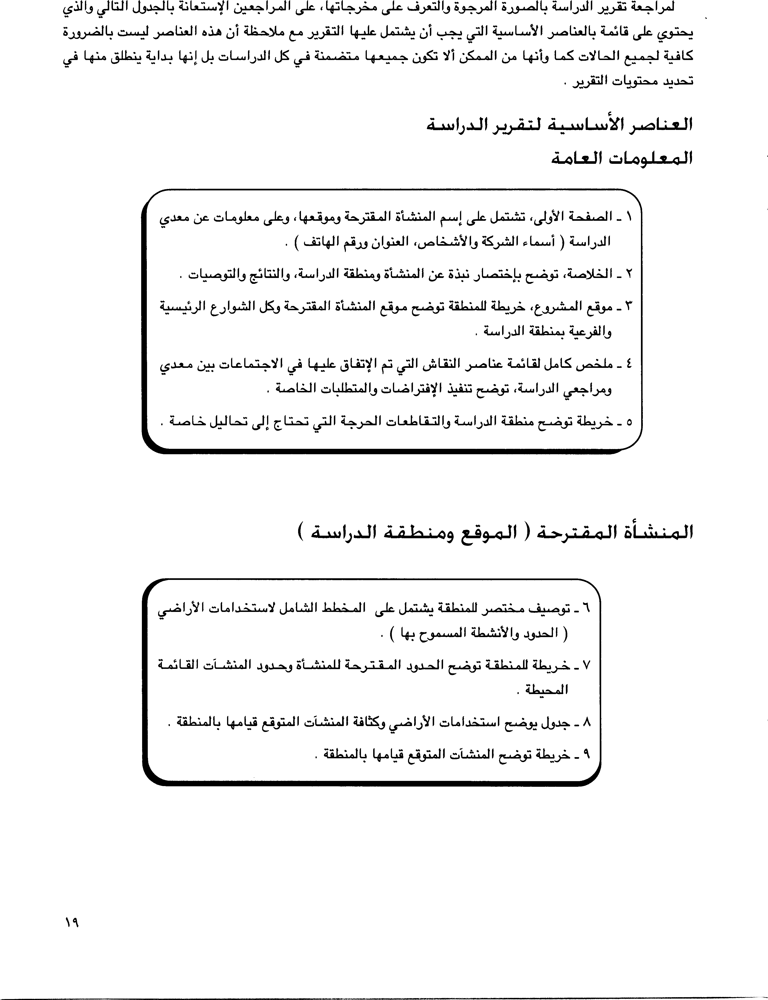 لمراجعة تقرير الدراسة بالصورة المرجوة والتعرف على مخرجاتها، على المراجعين الإستعانة بالجدول التالي والذي
يحتوي على قائمة بالعناصر الأساسية التي يجب أن يشتمل عليها التقرير مع ملاحظة أن هذه العناصر ليست بالضرورة
كافية لجميع الحالات كما وأنها من الممكن ألا تكون جميعها متضمنة في كل الدراسات بل إنها بداية ينطلق منها في
تحديد محتويات التقرير .
العناصر الأساسية لتقرير الدراسة
المعلومات العامة
١ - الصفحة الأولى، تشتمل على إسم المنشأة المقترحة وموقعها، وعلى معلومات عن معدي
الدراسة ( أسماء الشركة والأشخاص، العنوان ورقم الهاتف ) .
٢ - الخلاصة، توضح بإختصار نبذة عن المنشأة ومنطقة الدراسة، والنتائج والتوصيات .
٣ - موقع المشروع، خريطة للمنطقة توضح موقع المنشأة المقترحة وكل الشوارع الرئيسية
والفرعية بمنطقة الدراسة .
٤ - ملخص كامل لقائمة عناصر النقاش التي تم الإتفاق عليها في الاجتماعات بين معدي
ومراجعي الدراسة، توضح تنفيذ الإفتراضات والمتطلبات الخاصة .
٥ - خريطة توضح منطقة الدراسة والتقاطعات الحرجة التي تحتاج إلى تحاليل خاصة .
المنشأة المقترحة ( الموقع ومنطقة الدراسة )
٦ - توصيف مختصر للمنطقة يشتمل على المخطط الشامل لاستخدامات الأراضي
( الحدود والأنشطة المسموح بها ) .
٧ - خريطة للمنطقة توضح الحدود المقترحة للمنشأة وحدود المنشآت القائمة
المحيطة .
٨ - جدول يوضح استخدامات الأراضي وكثافة المنشآت المتوقع قيامها بالمنطقة .
٩ - خريطة توضح المنشآت المتوقع قيامها بالمنطقة .
١٩